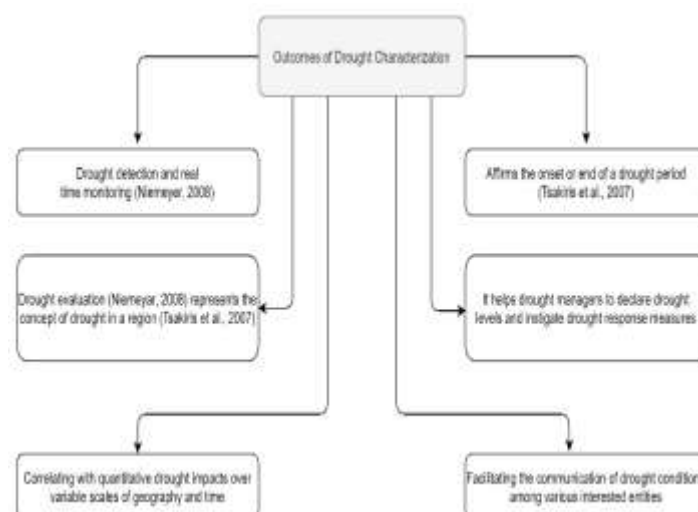 Outcomes of Drought Characterization
Drought detection and real
time monitoring (Niemeyer, 2008)
Affirms the onset or end of a drought period
(Tsakiris et al., 2007)
Drought evaluation (Niemeyar, 2008) represents the
concept of drought in a region (Tsakiris et al., 2007)
It helps drought managers to declare drought
levels and instigate drought response measures
Correlating with quantitative drought impacts over
variable scales of geography and time
Facilitating the communication of drought condition
among various interested entities